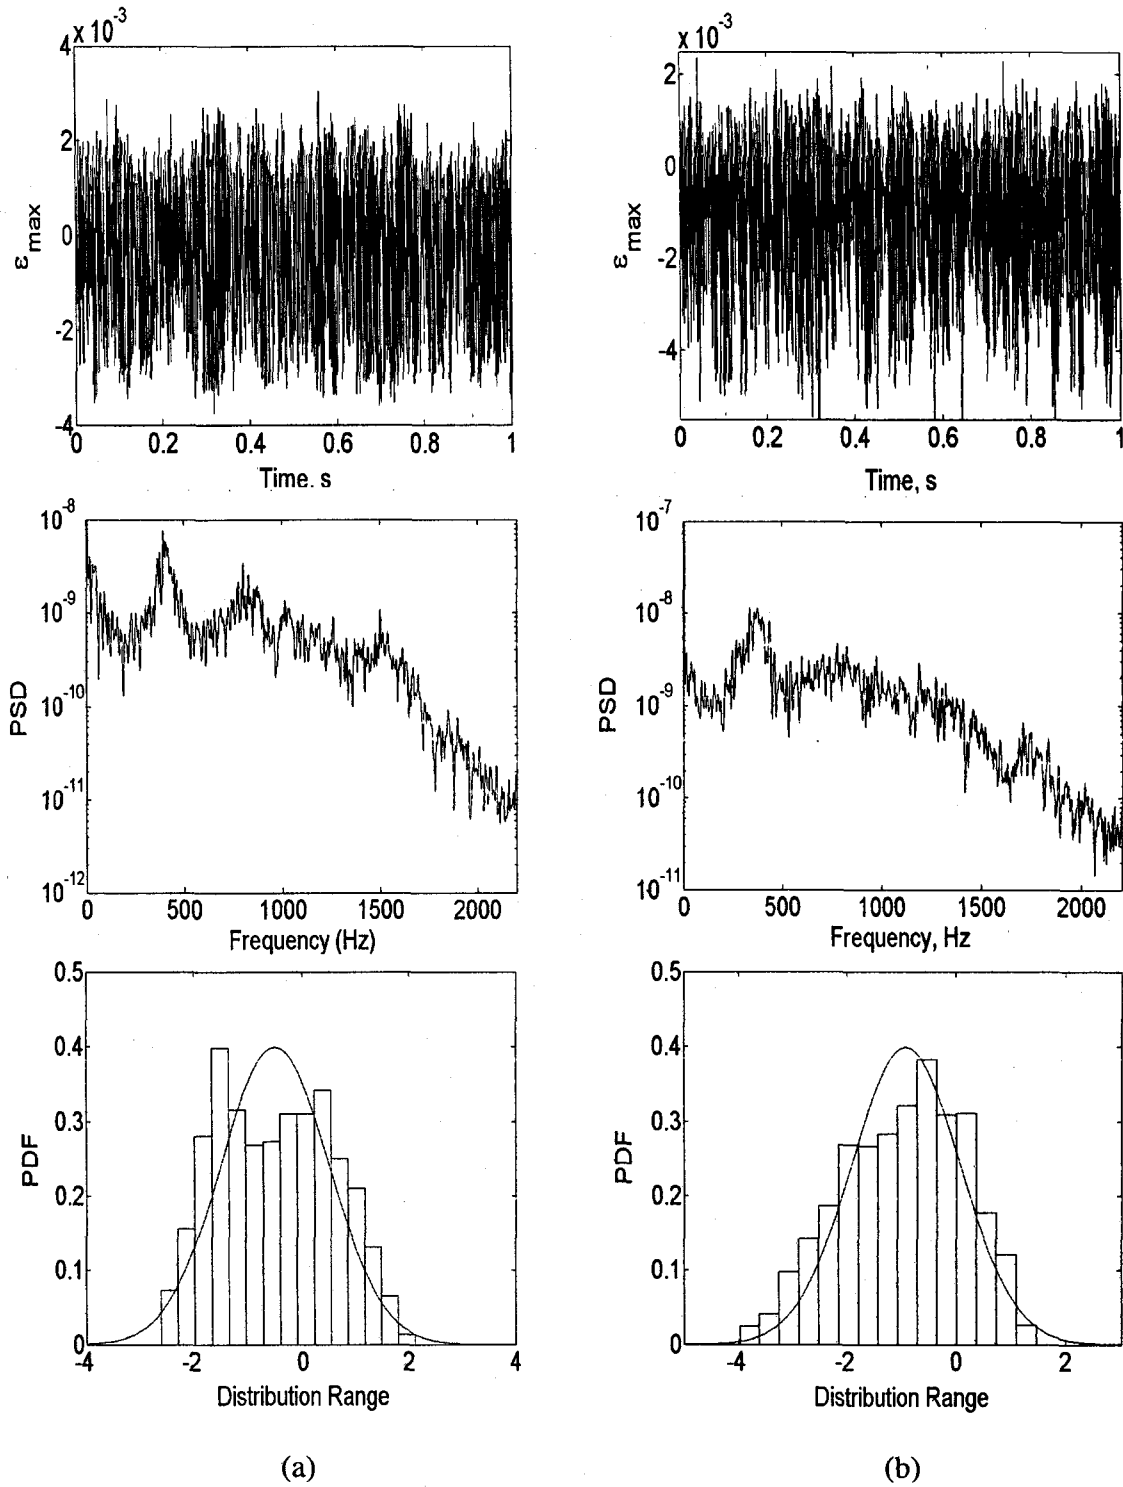 x 10^-3
4
2
0
-2
-4
ε max
0 0.2 0.4 0.6 0.8 1
Time. s
x 10^-3
2
0
-2
-4
ε max
0 0.2 0.4 0.6 0.8 1
Time, s
10^-8
10^-9
10^-10
10^-11
10^-12
PSD
0 500 1000 1500 2000
Frequency (Hz)
10^-7
10^-8
10^-9
10^-10
10^-11
PSD
0 500 1000 1500 2000
Frequency, Hz
0.5
0.4
0.3
0.2
0.1
0
PDF
-4 -2 0 2 4
Distribution Range
0.5
0.4
0.3
0.2
0.1
0
PDF
-4 -2 0 2
Distribution Range
(a)
(b)